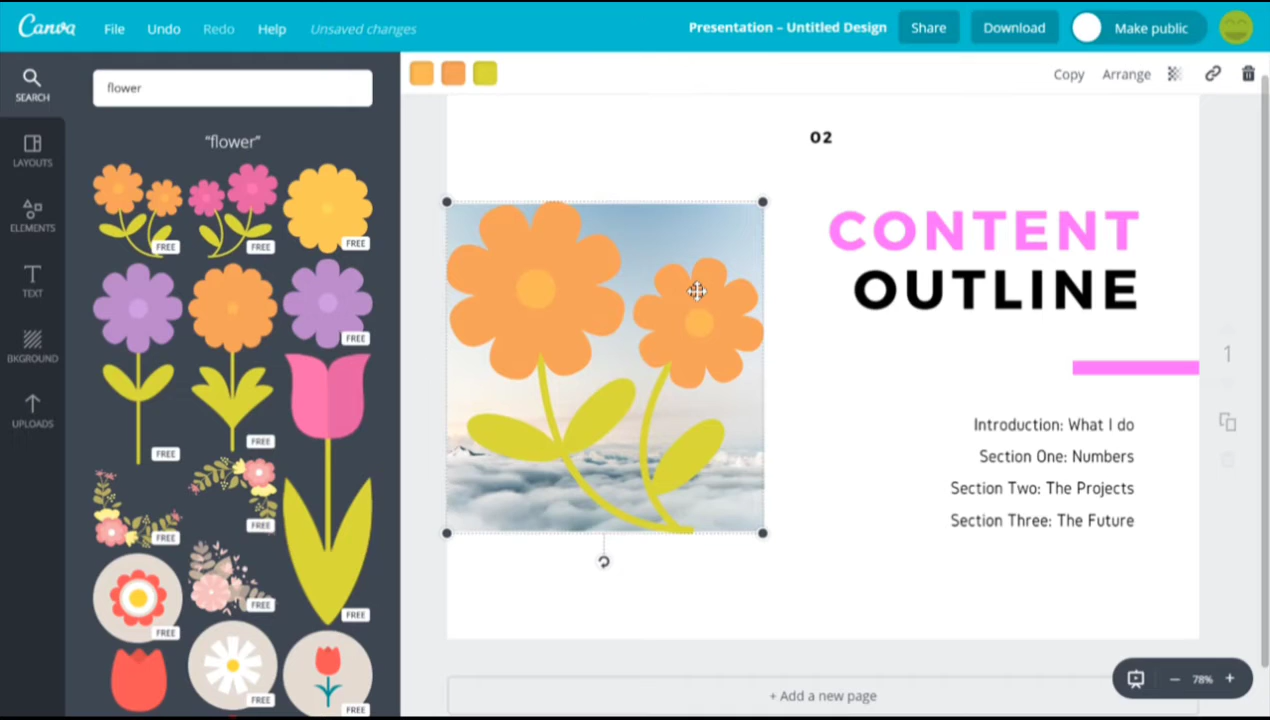 Canva
File
Undo
Redo
Help
Unsaved changes
Presentation – Untitled Design
Share
Download
Make public
SEARCH
LAYOUTS
ELEMENTS
TEXT
BKGROUND
UPLOADS
flower
"flower"
FREE
FREE
FREE
FREE
FREE
FREE
FREE
FREE
FREE
FREE
FREE
FREE
FREE
Copy
Arrange
02
CONTENT
OUTLINE
Introduction: What I do
Section One: Numbers
Section Two: The Projects
Section Three: The Future
1
+ Add a new page
78%